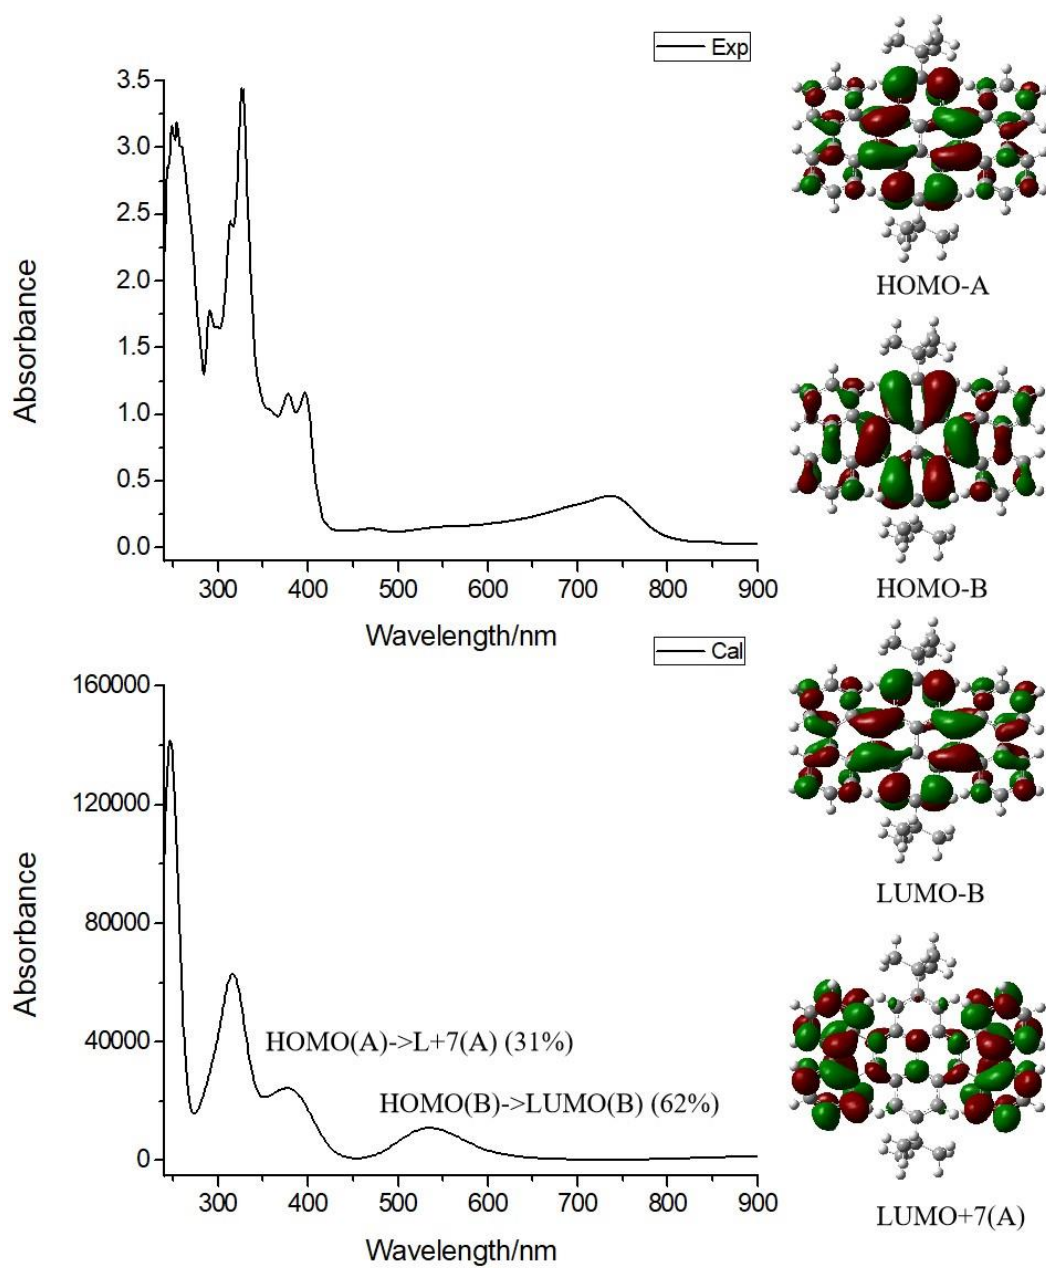 Exp
3.5
3.0
2.5
2.0
1.5
1.0
0.5
0.0
Absorbance
300 400 500 600 700 800 900
Wavelength/nm
HOMO-A
HOMO-B
Cal
160000
120000
80000
40000
0
Absorbance
HOMO(A)->L+7(A) (31%)
HOMO(B)->LUMO(B) (62%)
300 400 500 600 700 800 900
Wavelength/nm
LUMO-B
LUMO+7(A)